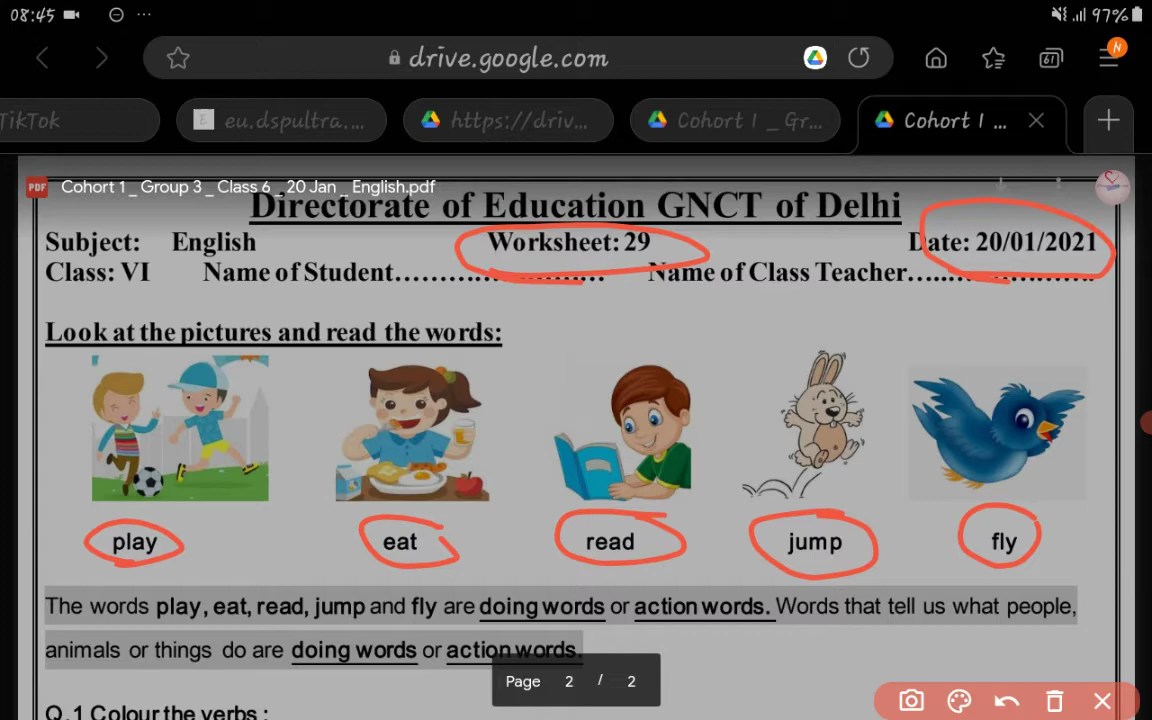 08:45 ... 97%
drive.google.com 61 N
TikTok E eu.dspultra.... https://driv... Cohort 1 _ Gr... Cohort 1 ... +
PDF Cohort 1 _ Group 3 _ Class 6 _ 20 Jan _ English.pdf
Directorate of Education GNCT of Delhi
Subject: English Worksheet: 29 Date: 20/01/2021
Class: VI Name of Student........................... Name of Class Teacher........................
Look at the pictures and read the words:
play eat read jump fly
The words play, eat, read, jump and fly are doing words or action words. Words that tell us what people,
animals or things do are doing words or action words.
Page 2 / 2
Q.1 Colour the verbs :